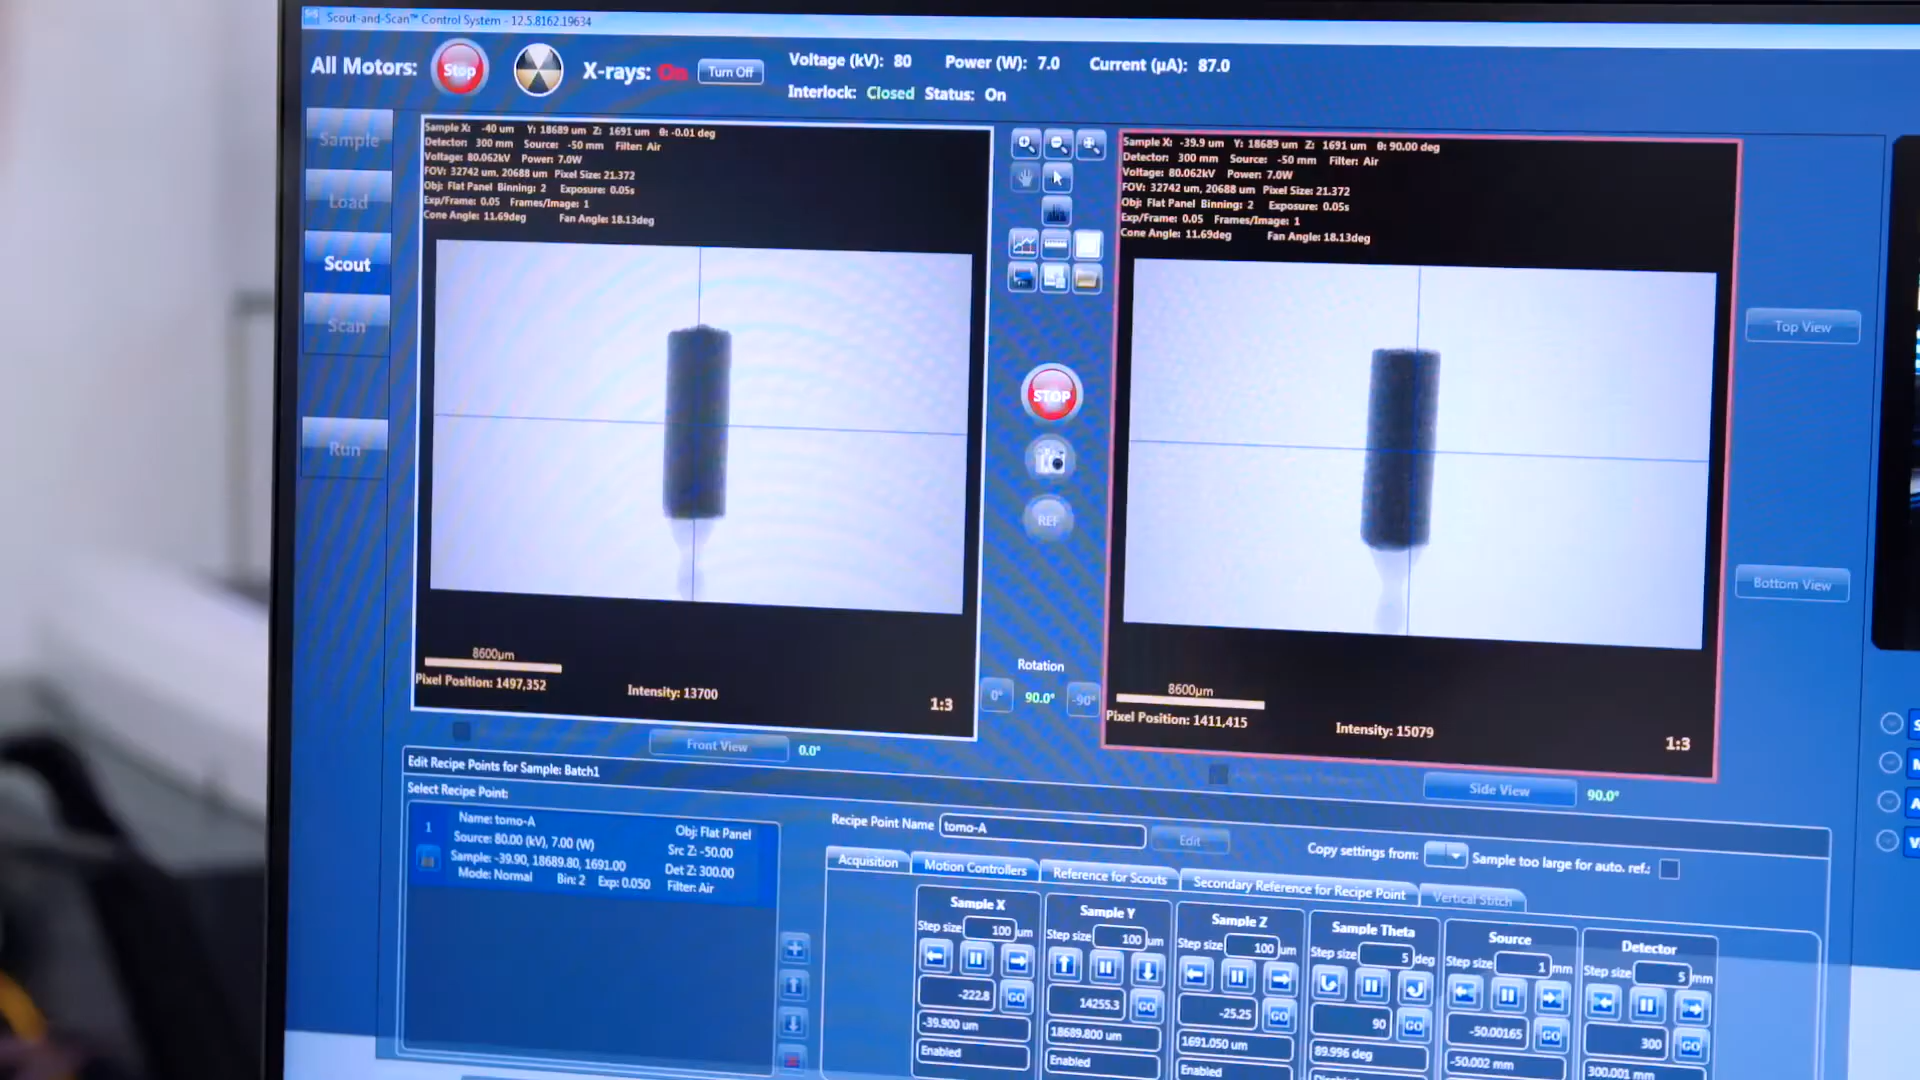 Scout-and-Scan™ Control System - 12.5.8162.19634
All Motors: Stop X-rays: On Turn Off
Voltage (kV): 80 Power (W): 7.0 Current (µA): 87.0
Interlock: Closed Status: On
Sample
Load
Scout
Scan
Run
Sample X: -40 um Y: 18689 um Z: 1691 um θ: -0.01 deg
Detector: 300 mm Source: -50 mm Filter: Air
Voltage: 80.062kV Power: 7.0W
FOV: 32742 um, 20688 um Pixel Size: 21.372
Obj: Flat Panel Binning: 2 Exposure: 0.05s
Exp/Frame: 0.05 Frames/Image: 1
Cone Angle: 11.69deg Fan Angle: 18.13deg
8600µm
Pixel Position: 1497,352 Intensity: 13700 1:3
Front View 0.0°
STOP
REF
Rotation
0° 90.0° -90°
Sample X: -39.9 um Y: 18689 um Z: 1691 um θ: 90.00 deg
Detector: 300 mm Source: -50 mm Filter: Air
Voltage: 80.062kV Power: 7.0W
FOV: 32742 um, 20688 um Pixel Size: 21.372
Obj: Flat Panel Binning: 2 Exposure: 0.05s
Exp/Frame: 0.05 Frames/Image: 1
Cone Angle: 11.69deg Fan Angle: 18.13deg
8600µm
Pixel Position: 1411,415 Intensity: 15079 1:3
Side View 90.0°
Top View
Bottom View
Edit Recipe Points for Sample: Batch1
Select Recipe Point:
1
Name: tomo-A Obj: Flat Panel
Source: 80.00 (kV), 7.00 (W) Src Z: -50.00
Sample: -39.90, 18689.80, 1691.00 Det Z: 300.00
Mode: Normal Bin: 2 Exp: 0.050 Filter: Air
Recipe Point Name tomo-A Edit Copy settings from: Sample too large for auto. ref.:
Acquisition Motion Controllers Reference for Scouts Secondary Reference for Recipe Point Vertical Stitch
Sample X
Step size 100 um
-222.8 GO
-39.900 um
Enabled
Sample Y
Step size 100 um
14255.3 GO
18689.800 um
Enabled
Sample Z
Step size 100 um
-25.25 GO
1691.050 um
Enabled
Sample Theta
Step size 5 deg
90 GO
89.996 deg
Source
Step size 1 mm
-50.00165 GO
-50.002 mm
Detector
Step size 5 mm
300 GO
300.001 mm